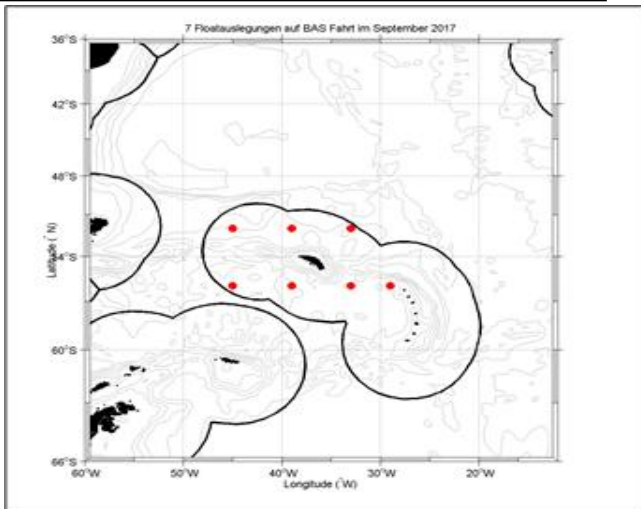 7 Floatauslegungen auf BAS Fahrt im September 2017
36°S
42°S
48°S
54°S
60°S
66°S
Latitude (°N)
60°W 50°W 40°W 30°W 20°W
Longitude (°W)